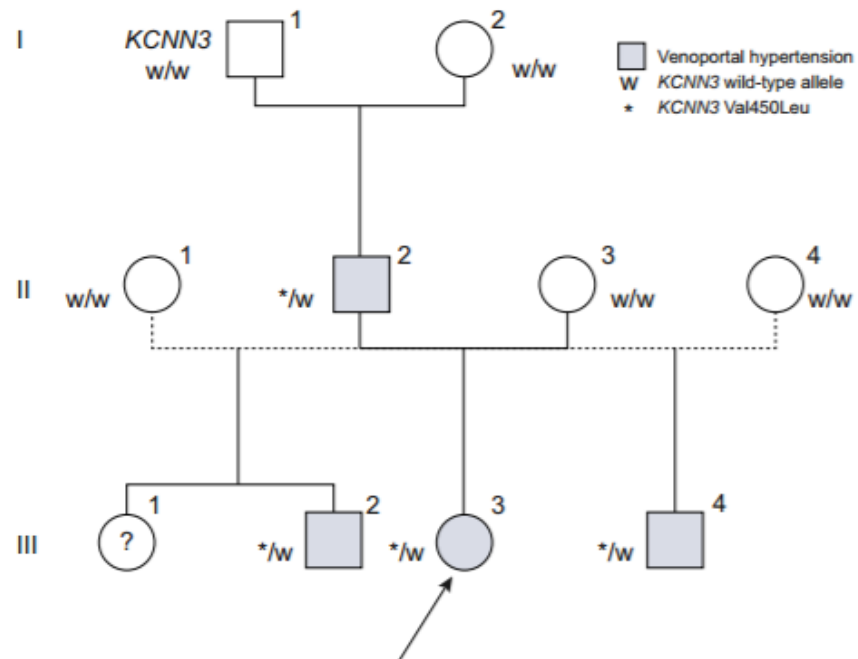 I
KCNN3
w/w
1
2
w/w
Venoportal hypertension
w KCNN3 wild-type allele
* KCNN3 Val450Leu
II
w/w
1
*/w
2
3
w/w
4
w/w
III
?
1
*/w
2
*/w
3
*/w
4